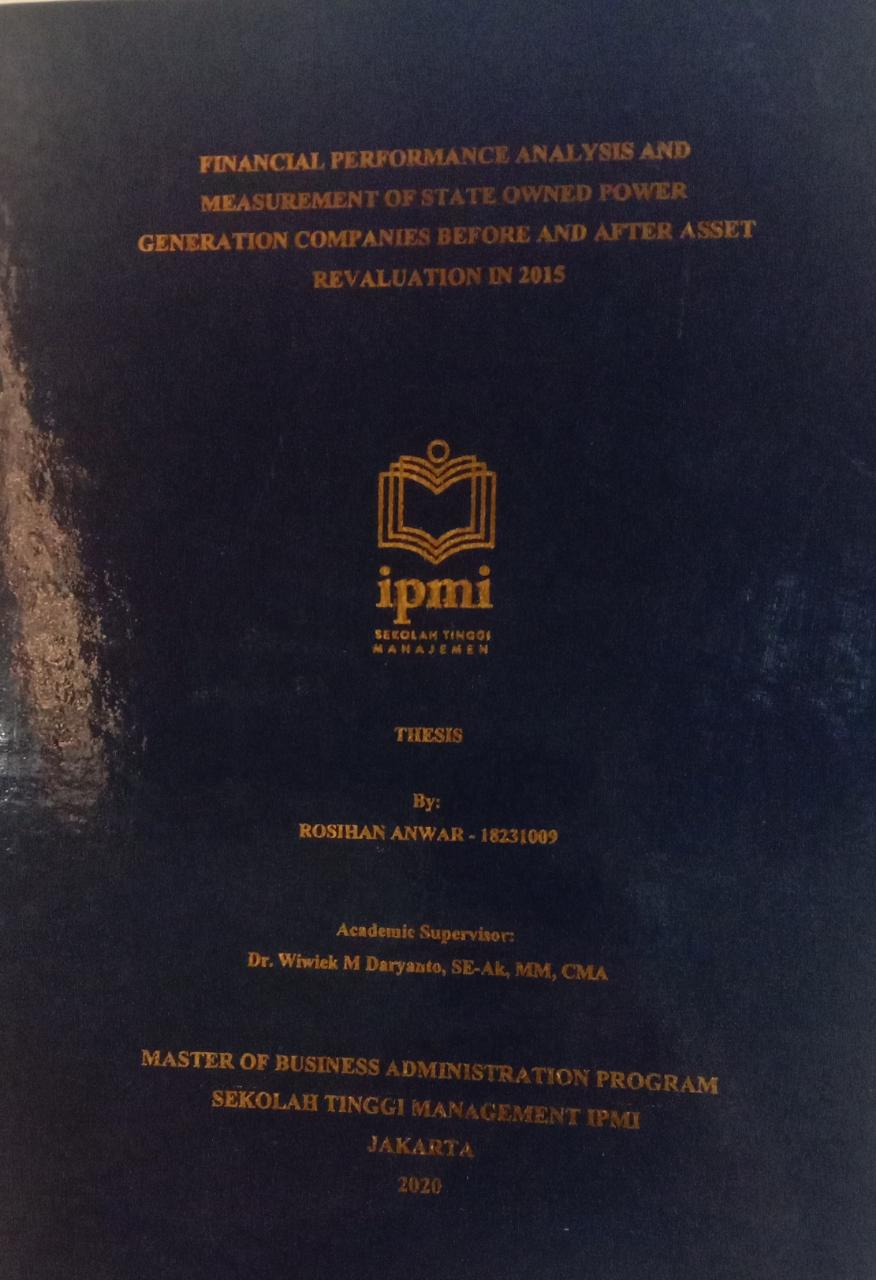 FINANCIAL PERFORMANCE ANALYSIS AND
MEASUREMENT OF STATE OWNED POWER
GENERATION COMPANIES BEFORE AND AFTER ASSET
REVALUATION IN 2015
ipmi
SEKOLAH TINGGI
MANAJEMEN
THESIS
By:
ROSIHAN ANWAR - 18231009
Academic Supervisor:
Dr. Wiwiek M Daryanto, SE-Ak, MM, CMA
MASTER OF BUSINESS ADMINISTRATION PROGRAM
SEKOLAH TINGGI MANAGEMENT IPMI
JAKARTA
2020